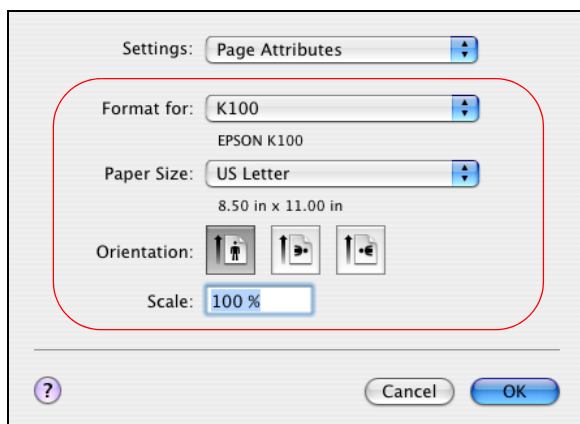 Settings: Page Attributes
Format for: K100
EPSON K100
Paper Size: US Letter
8.50 in x 11.00 in
Orientation:
Scale: 100 %
? Cancel OK